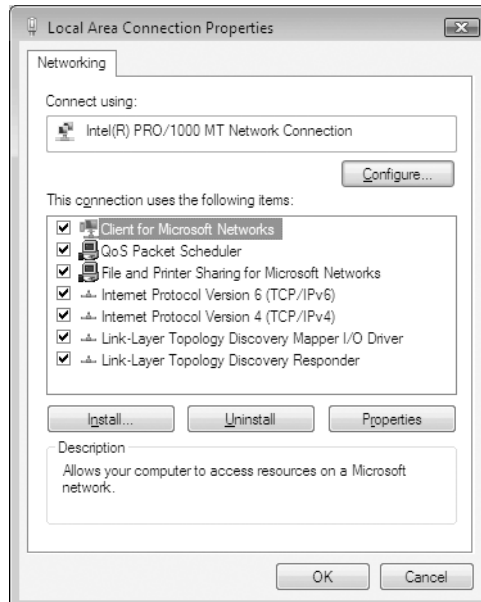 Local Area Connection Properties
Networking
Connect using:
Intel(R) PRO/1000 MT Network Connection
Configure...
This connection uses the following items:
Client for Microsoft Networks
QoS Packet Scheduler
File and Printer Sharing for Microsoft Networks
Internet Protocol Version 6 (TCP/IPv6)
Internet Protocol Version 4 (TCP/IPv4)
Link-Layer Topology Discovery Mapper I/O Driver
Link-Layer Topology Discovery Responder
Install... Uninstall Properties
Description
Allows your computer to access resources on a Microsoft
network.
OK Cancel